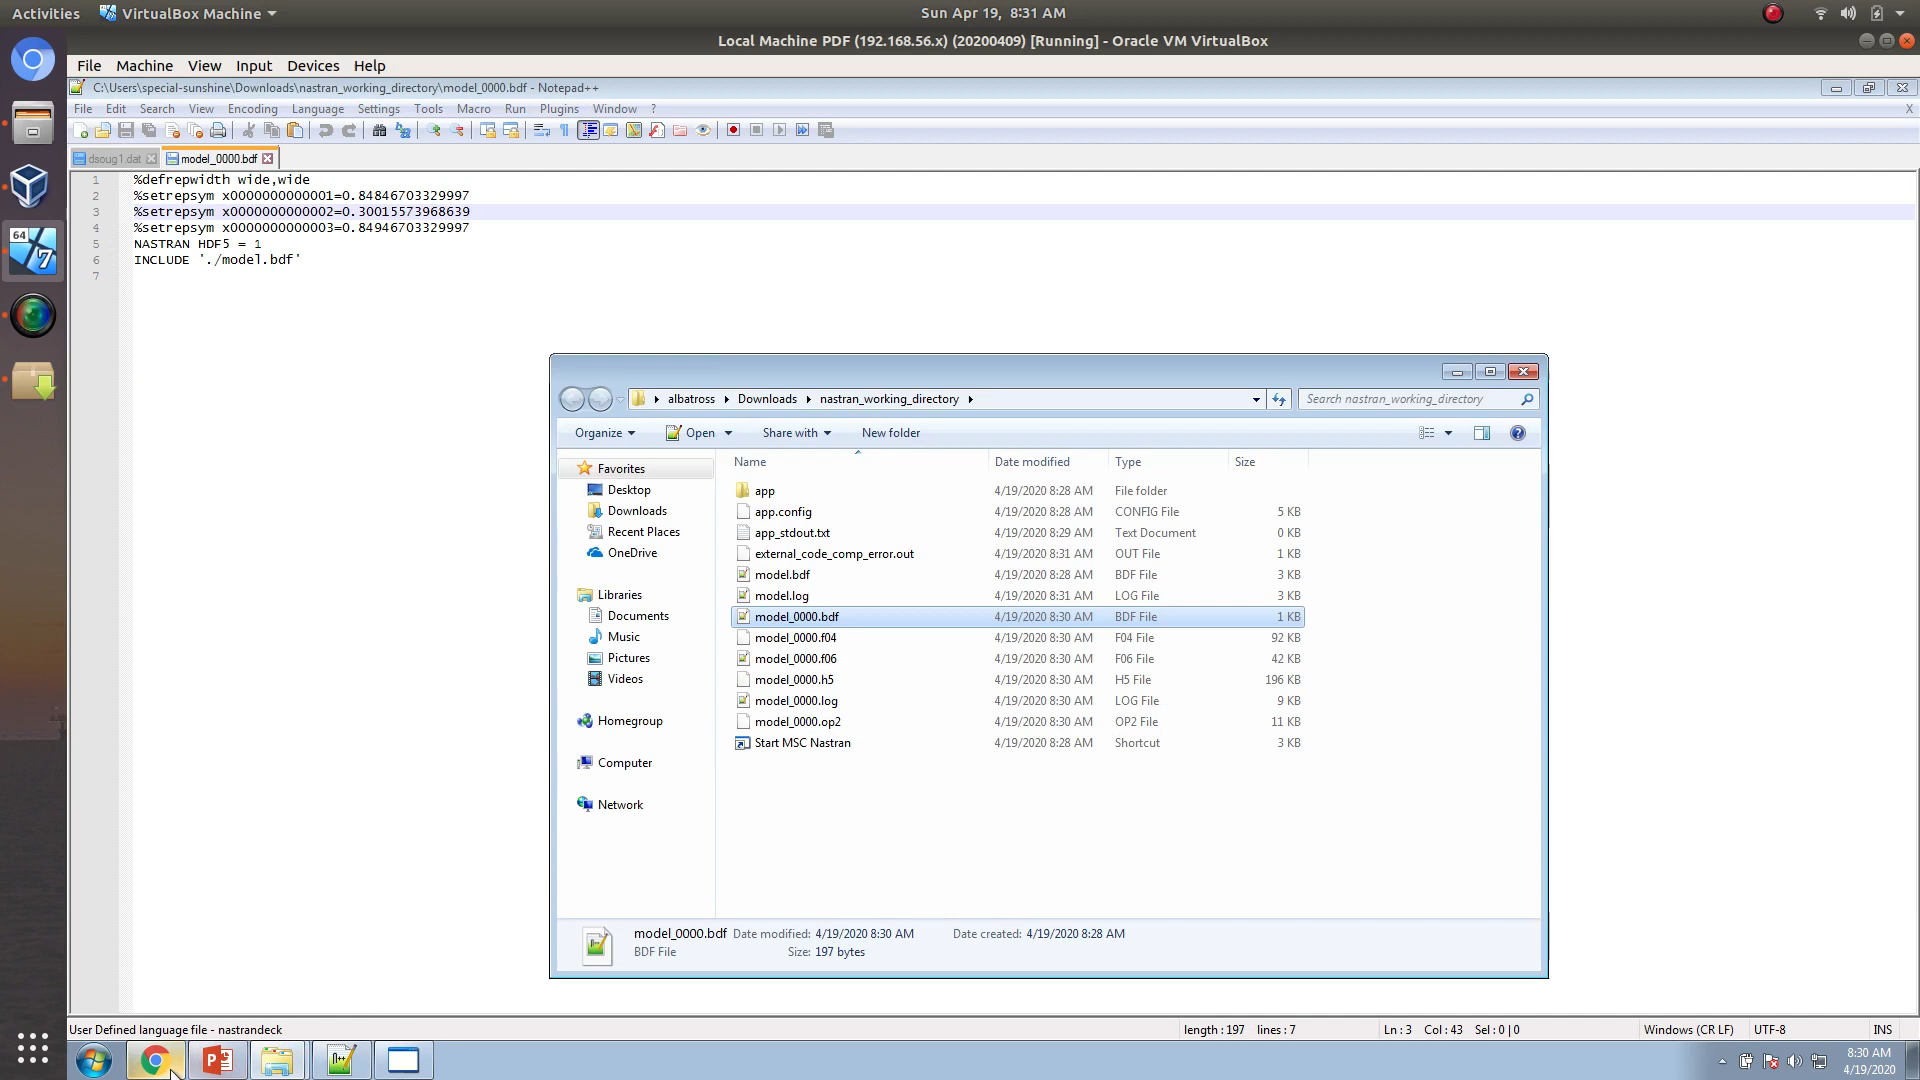 Activities VirtualBox Machine Sun Apr 19, 8:31 AM
Local Machine PDF (192.168.56.x) (20200409) [Running] - Oracle VM VirtualBox
File Machine View Input Devices Help
C:\Users\special-sunshine\Downloads\nastran_working_directory\model_0000.bdf - Notepad++
File Edit Search View Encoding Language Settings Tools Macro Run Plugins Window ? X
dsoug1.dat model_0000.bdf
1 %defrepwidth wide,wide
2 %setrepsym x0000000000001=0.84846703329997
3 %setrepsym x0000000000002=0.30015573968639
4 %setrepsym x0000000000003=0.84946703329997
5 NASTRAN HDF5 = 1
6 INCLUDE './model.bdf'
7
albatross Downloads nastran_working_directory Search nastran_working_directory
Organize Open Share with New folder
Name Date modified Type Size
Favorites
Desktop
Downloads
Recent Places
OneDrive
Libraries
Documents
Music
Pictures
Videos
Homegroup
Computer
Network
app 4/19/2020 8:28 AM File folder
app.config 4/19/2020 8:28 AM CONFIG File 5 KB
app_stdout.txt 4/19/2020 8:29 AM Text Document 0 KB
external_code_comp_error.out 4/19/2020 8:31 AM OUT File 1 KB
model.bdf 4/19/2020 8:28 AM BDF File 3 KB
model.log 4/19/2020 8:31 AM LOG File 3 KB
model_0000.bdf 4/19/2020 8:30 AM BDF File 1 KB
model_0000.f04 4/19/2020 8:30 AM F04 File 92 KB
model_0000.f06 4/19/2020 8:30 AM F06 File 42 KB
model_0000.h5 4/19/2020 8:30 AM H5 File 196 KB
model_0000.log 4/19/2020 8:30 AM LOG File 9 KB
model_0000.op2 4/19/2020 8:30 AM OP2 File 11 KB
Start MSC Nastran 4/19/2020 8:28 AM Shortcut 3 KB
model_0000.bdf Date modified: 4/19/2020 8:30 AM Date created: 4/19/2020 8:28 AM
BDF File Size: 197 bytes
User Defined language file - nastrandeck length : 197 lines : 7 Ln : 3 Col : 43 Sel : 0 | 0 Windows (CR LF) UTF-8 INS
8:30 AM
4/19/2020
64